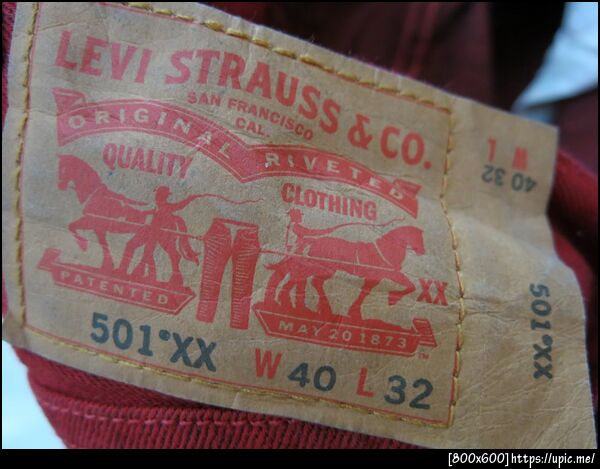 LEVI STRAUSS & CO.
SAN FRANCISCO
CAL.
ORIGINAL RIVETED
QUALITY CLOTHING
XX
PATENTED MAY 20 1873 ™
501*XX W 40 L 32
W L
40 32
501*XX
[800x600]https://upic.me/